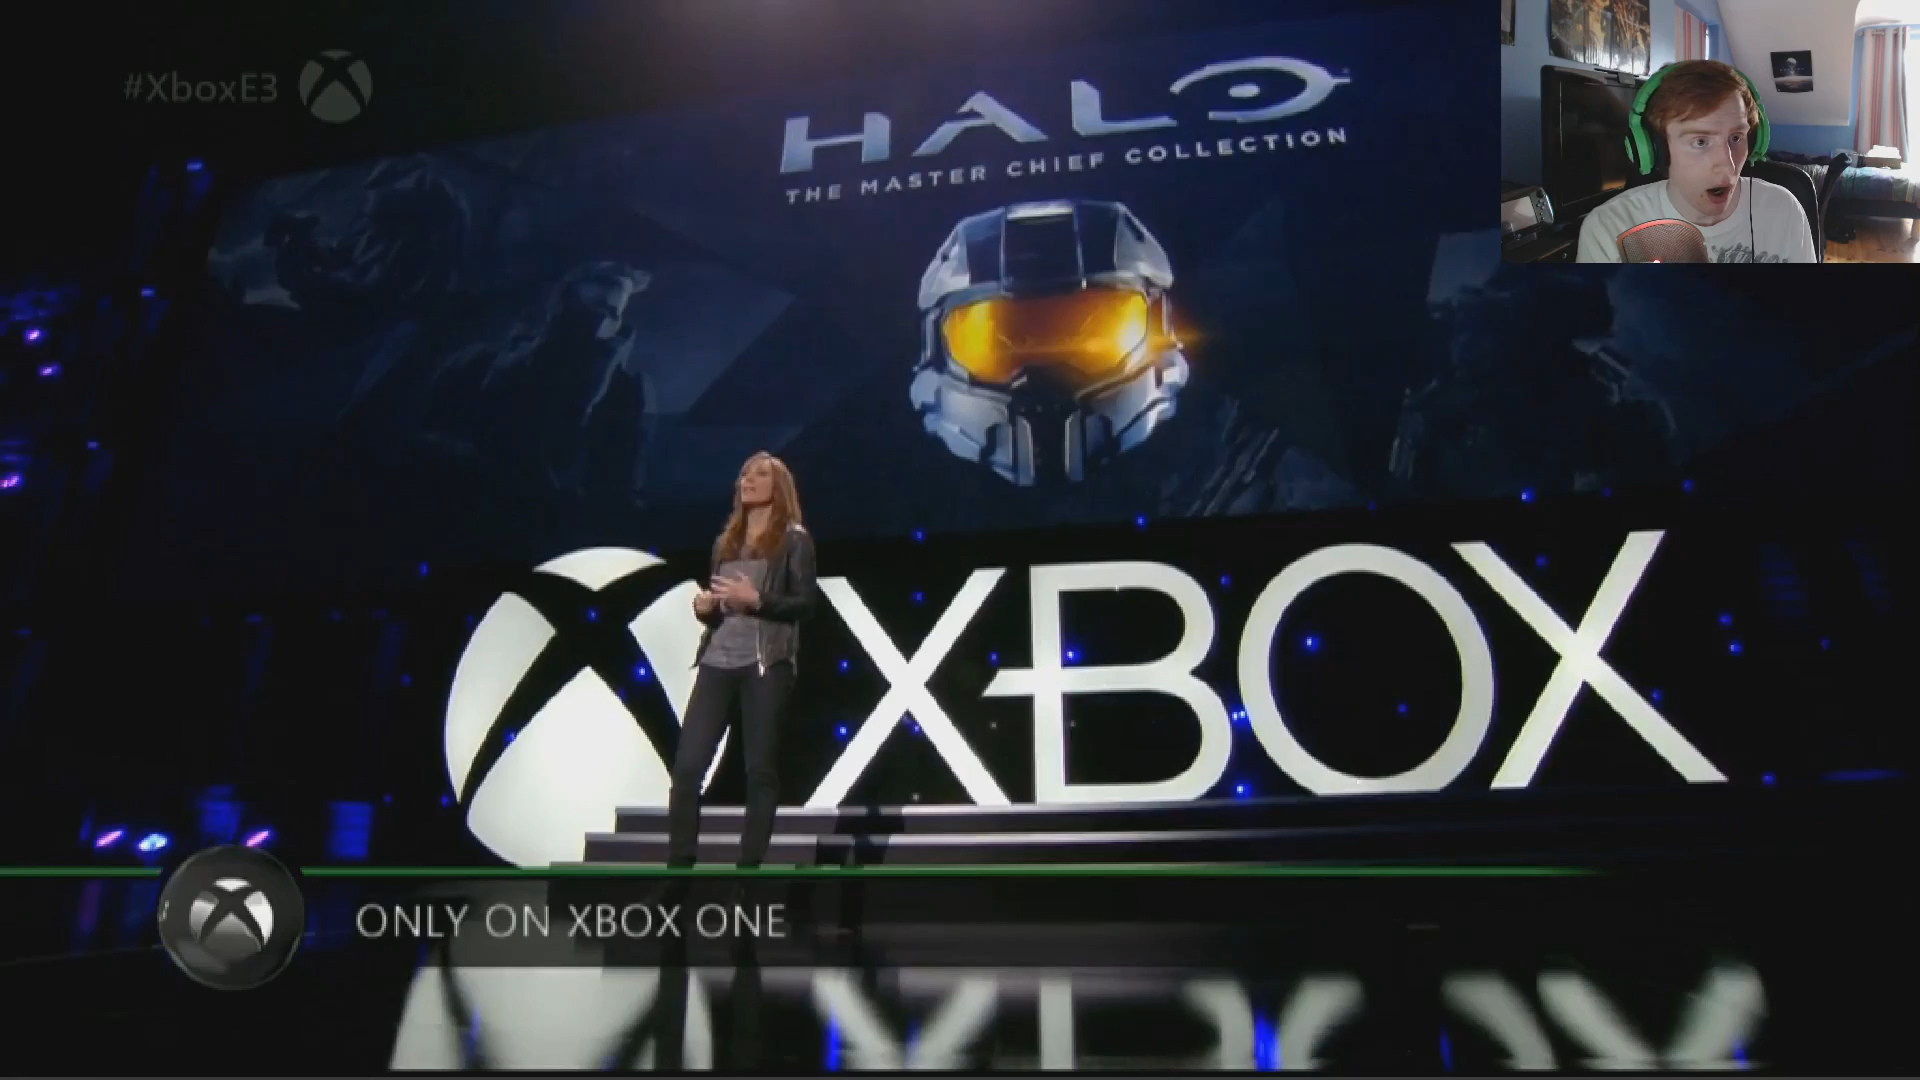 #XboxE3
HALO
THE MASTER CHIEF COLLECTION
XBOX
ONLY ON XBOX ONE